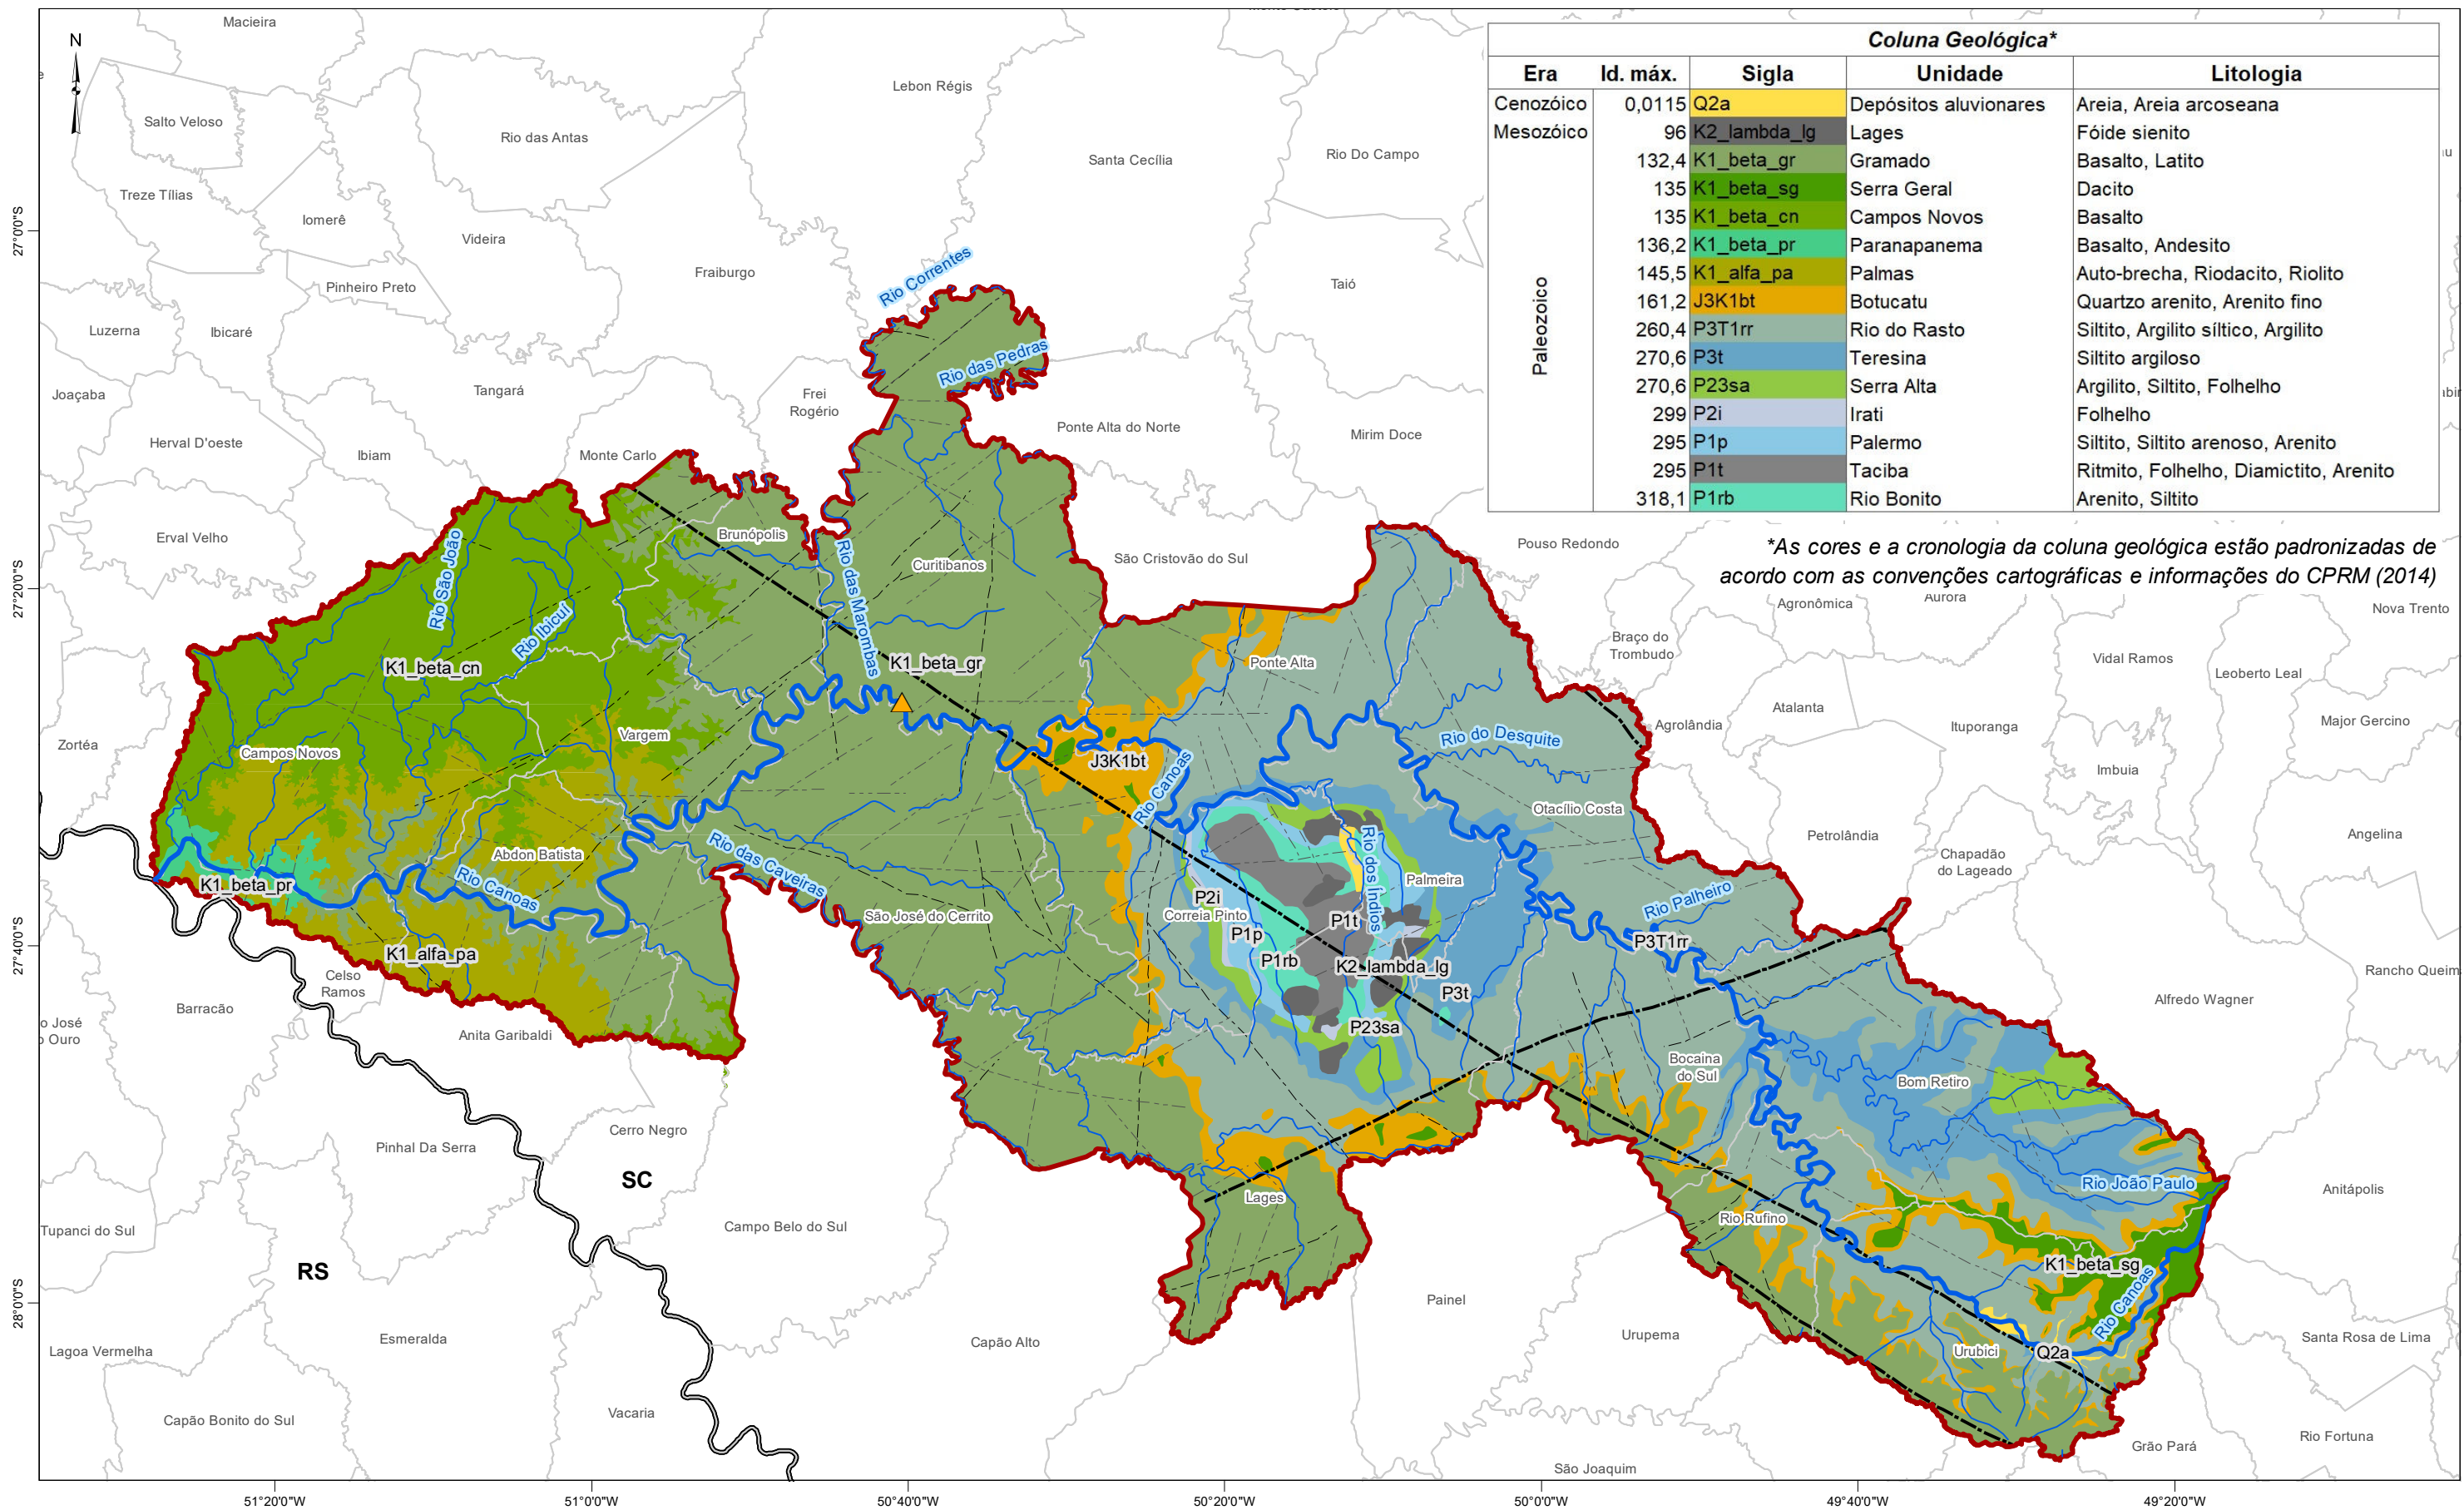 Coluna Geológica*
Era Id. máx. Sigla Unidade Litologia
Cenozóico 0,0115 Q2a Depósitos aluvionares Areia, Areia arcoseana
Mesozóico 96 K2_lambda_lg Lages Fóide sienito
132,4 K1_beta_gr Gramado Basalto, Latito
135 K1_beta_sg Serra Geral Dacito
135 K1_beta_cn Campos Novos Basalto
136,2 K1_beta_pr Paranapanema Basalto, Andesito
145,5 K1_alfa_pa Palmas Auto-brecha, Riodacito, Riolito
161,2 J3K1bt Botucatu Quartzo arenito, Arenito fino
Paleozoico
260,4 P3T1rr Rio do Rasto Siltito, Argilito síltico, Argilito
270,6 P3t Teresina Siltito argiloso
270,6 P23sa Serra Alta Argilito, Siltito, Folhelho
299 P2i Irati Folhelho
295 P1p Palermo Siltito, Siltito arenoso, Arenito
295 P1t Taciba Ritmito, Folhelho, Diamictito, Arenito
318,1 P1rb Rio Bonito Arenito, Siltito
*As cores e a cronologia da coluna geológica estão padronizadas de
acordo com as convenções cartográficas e informações do CPRM (2014)
N
Macieira
Lebon Régis
Salto Veloso
Rio das Antas
Santa Cecília
Rio Do Campo
Treze Tílias
Iomerê
Videira
27°0'0"S
Fraiburgo
Rio Correntes
Taió
Pinheiro Preto
Luzerna
Ibicaré
Rio das Pedras
Joaçaba
Tangará
Frei
Rogério
Ponte Alta do Norte
Mirim Doce
Herval D'oeste
Ibiam
Monte Carlo
Erval Velho
Brunópolis
Curitibanos
São Cristovão do Sul
Pouso Redondo
27°20'0"S
Rio São João
Rio Ibicuí
Rio das Marombas
Agronômica
Aurora
Nova Trento
Braço do
Trombudo
K1_beta_cn
K1_beta_gr
Ponte Alta
Vidal Ramos
Leoberto Leal
Zortéa
Campos Novos
Vargem
J3K1bt
Rio do Desquite
Agrolândia
Atalanta
Ituporanga
Major Gercino
Imbuia
Rio Canoas
Otacílio Costa
Petrolândia
Angelina
Abdon Batista
Rio das Caveiras
Rio dos Índios
Palmeira
Chapadão
do Lageado
K1_beta_pr
Rio Canoas
P2i
Correia Pinto
Rio Palheiro
São José do Cerrito
P1t
P1p
P3T1rr
27°40'0"S
K1_alfa_pa
P1rb
K2_lambda_lg
Rancho Queim
Celso
Ramos
P3t
Alfredo Wagner
Barracão
o José
o Ouro
Anita Garibaldi
P23sa
Bocaina
do Sul
Bom Retiro
Cerro Negro
Pinhal Da Serra
SC
Rio João Paulo
Anitápolis
Lages
Rio Rufino
Tupanci do Sul
Campo Belo do Sul
RS
K1_beta_sg
28°0'0"S
Painel
Rio Canoas
Esmeralda
Capão Alto
Urupema
Santa Rosa de Lima
Lagoa Vermelha
Urubici
Q2a
Capão Bonito do Sul
Vacaria
Grão Pará
Rio Fortuna
São Joaquim
51°20'0"W 51°0'0"W 50°40'0"W 50°20'0"W 50°0'0"W 49°40'0"W 49°20'0"W